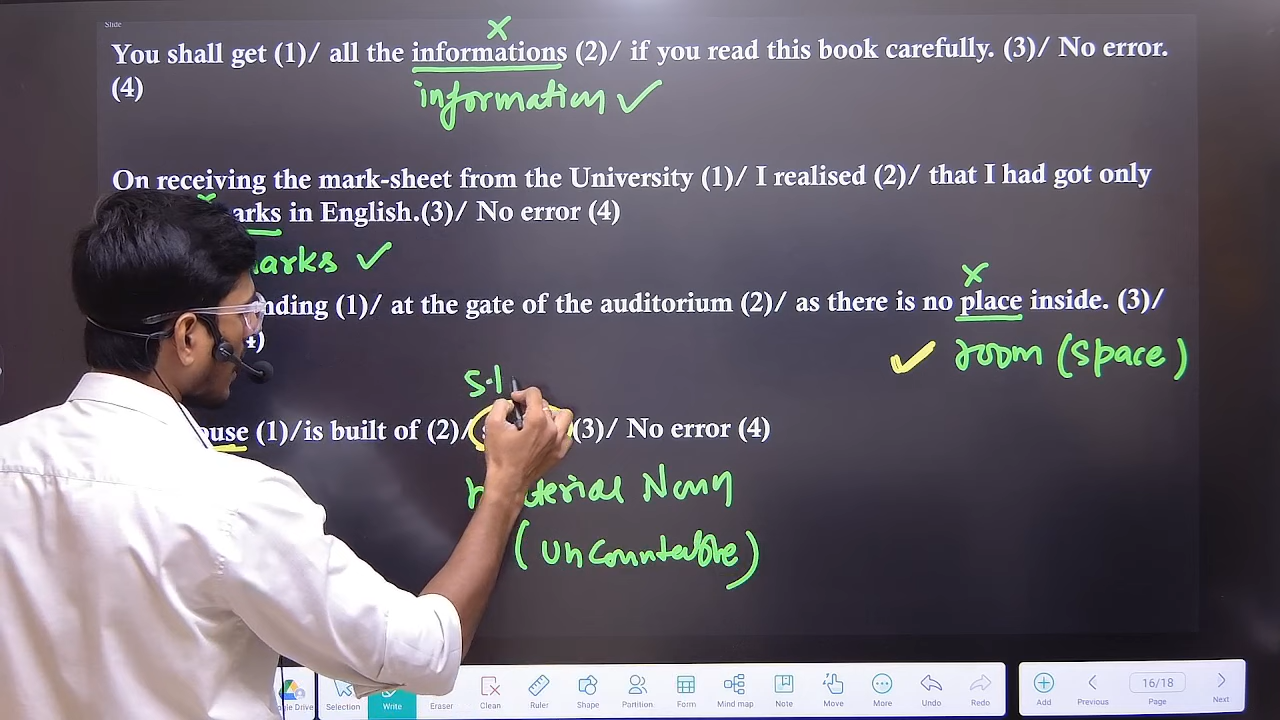 Slide
You shall get (1)/ all the informations (2)/ if you read this book carefully. (3)/ No error.
(4)
information
On receiving the mark-sheet from the University (1)/ I realised (2)/ that I had got only
arks in English.(3)/ No error (4)
arks
nding (1)/ at the gate of the auditorium (2)/ as there is no place inside. (3)/
4)
room (space)
ouse (1)/is built of (2)/ (3)/ No error (4)
terial Noun
(uncountable)
gle Drive
Selection
Write
Eraser
Clean
Ruler
Shape
Partition
Form
Mind map
Note
Move
More
Undo
Redo
Add
Previous
16/18
Page
Next